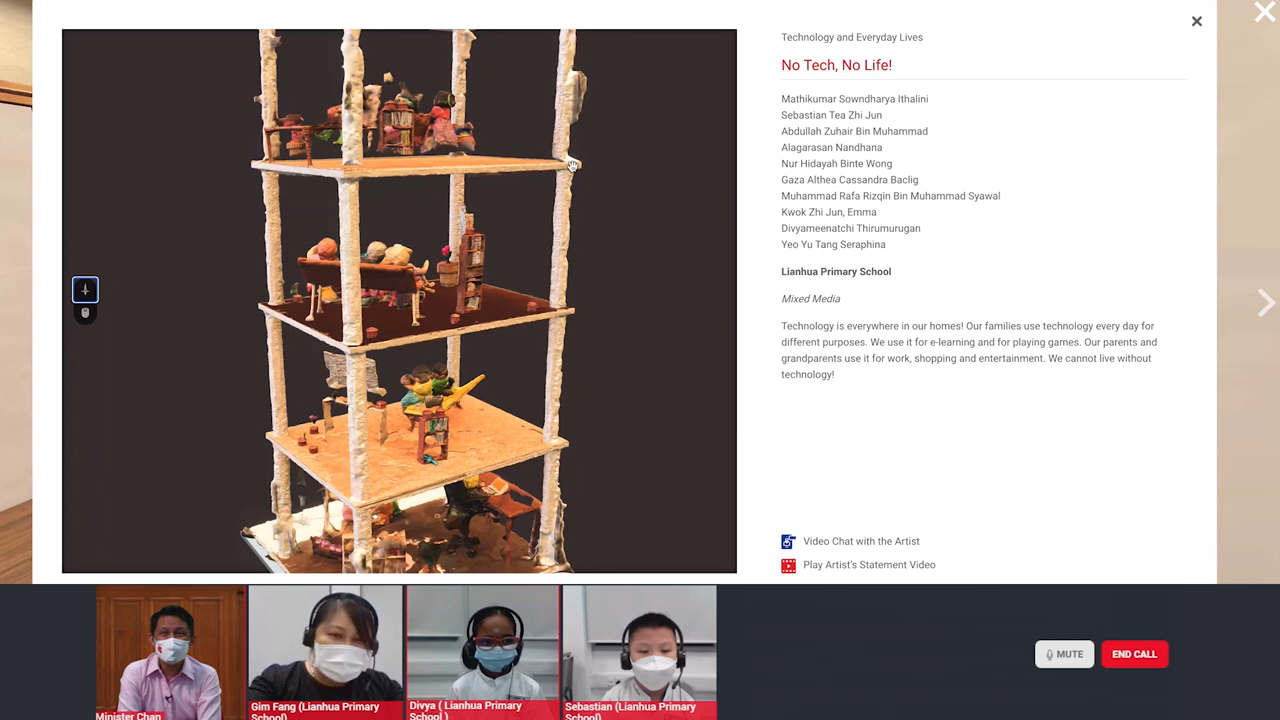 Technology and Everyday Lives
No Tech, No Life!
Mathikumar Sowndharya Ithalini
Sebastian Tea Zhi Jun
Abdullah Zuhair Bin Muhammad
Alagarasan Nandhana
Nur Hidayah Binte Wong
Gaza Althea Cassandra Baclig
Muhammad Rafa Rizqin Bin Muhammad Syawal
Kwok Zhi Jun, Emma
Divyameenatchi Thirumurugan
Yeo Yu Tang Seraphina
Lianhua Primary School
Mixed Media
Technology is everywhere in our homes! Our families use technology every day for
different purposes. We use it for e-learning and for playing games. Our parents and
grandparents use it for work, shopping and entertainment. We cannot live without
technology!
Video Chat with the Artist
Play Artist's Statement Video
Minister Chan
Gim Fang (Lianhua Primary
School)
Divya ( Lianhua Primary
School )
Sebastian (Lianhua Primary
School)
MUTE
END CALL